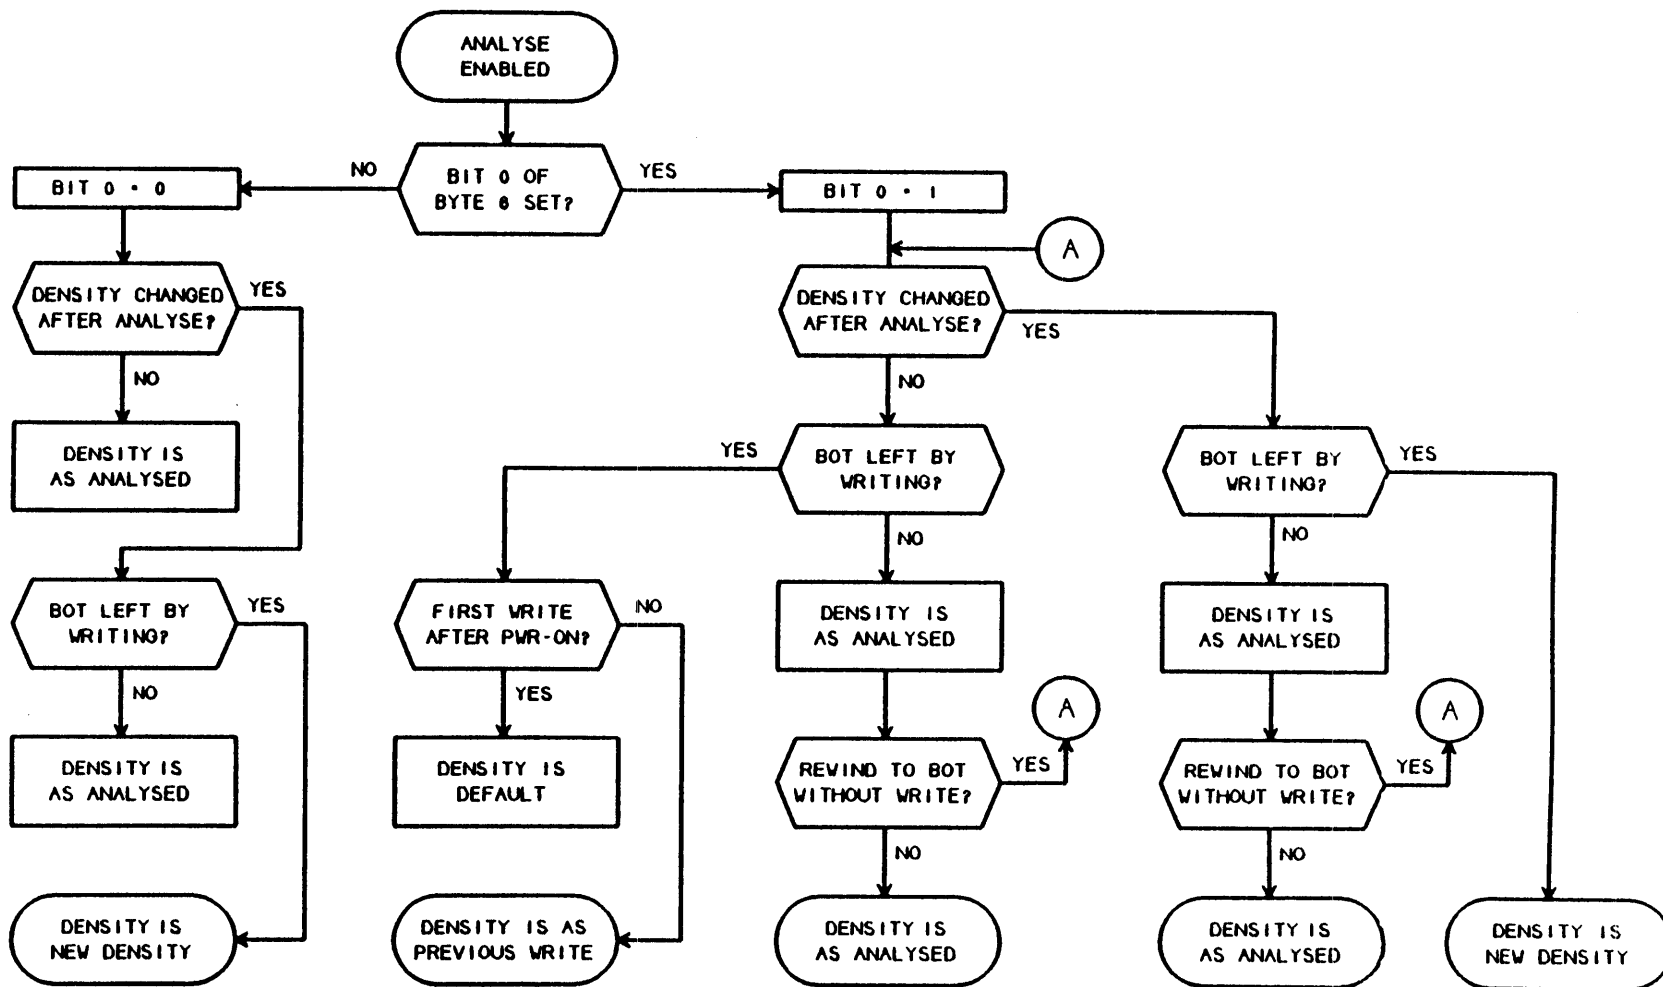 ANALYSE
ENABLED
NO
BIT 0 OF
BYTE 6 SET?
YES
BIT 0 = 0
BIT 0 = 1
A
DENSITY CHANGED
AFTER ANALYSE?
YES
DENSITY CHANGED
AFTER ANALYSE?
YES
NO
NO
DENSITY IS
AS ANALYSED
YES
BOT LEFT BY
WRITING?
BOT LEFT BY
WRITING?
YES
NO
NO
BOT LEFT BY
WRITING?
YES
FIRST WRITE
AFTER PWR-ON?
NO
DENSITY IS
AS ANALYSED
DENSITY IS
AS ANALYSED
NO
YES
A
A
DENSITY IS
AS ANALYSED
DENSITY IS
DEFAULT
REWIND TO BOT
WITHOUT WRITE?
YES
REWIND TO BOT
WITHOUT WRITE?
YES
NO
NO
DENSITY IS
NEW DENSITY
DENSITY IS AS
PREVIOUS WRITE
DENSITY IS
AS ANALYSED
DENSITY IS
AS ANALYSED
DENSITY IS
NEW DENSITY